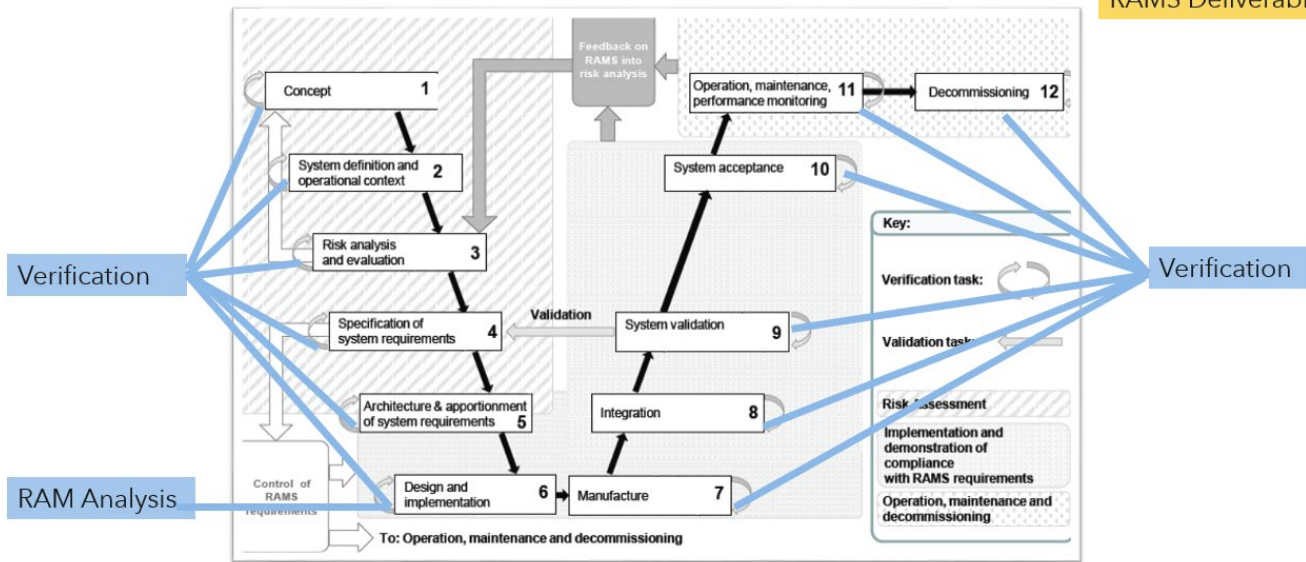 RAMS Deliverabl
Feedback on
RAMS into
risk analysis
Concept 1
System definition and
operational context 2
Risk analysis
and evaluation 3
Specification of
system requirements 4
Architecture & apportionment
of system requirements 5
Design and
implementation 6
Manufacture 7
Integration 8
Validation
System validation 9
System acceptance 10
Operation, maintenance,
performance monitoring 11
Decommissioning 12
Control of
RAMS
requirements
To: Operation, maintenance and decommissioning
Verification
RAM Analysis
Verification
Key:
Verification task:
Validation task:
Risk Assessment
Implementation and
demonstration of
compliance
with RAMS requirements
Operation, maintenance and
decommissioning